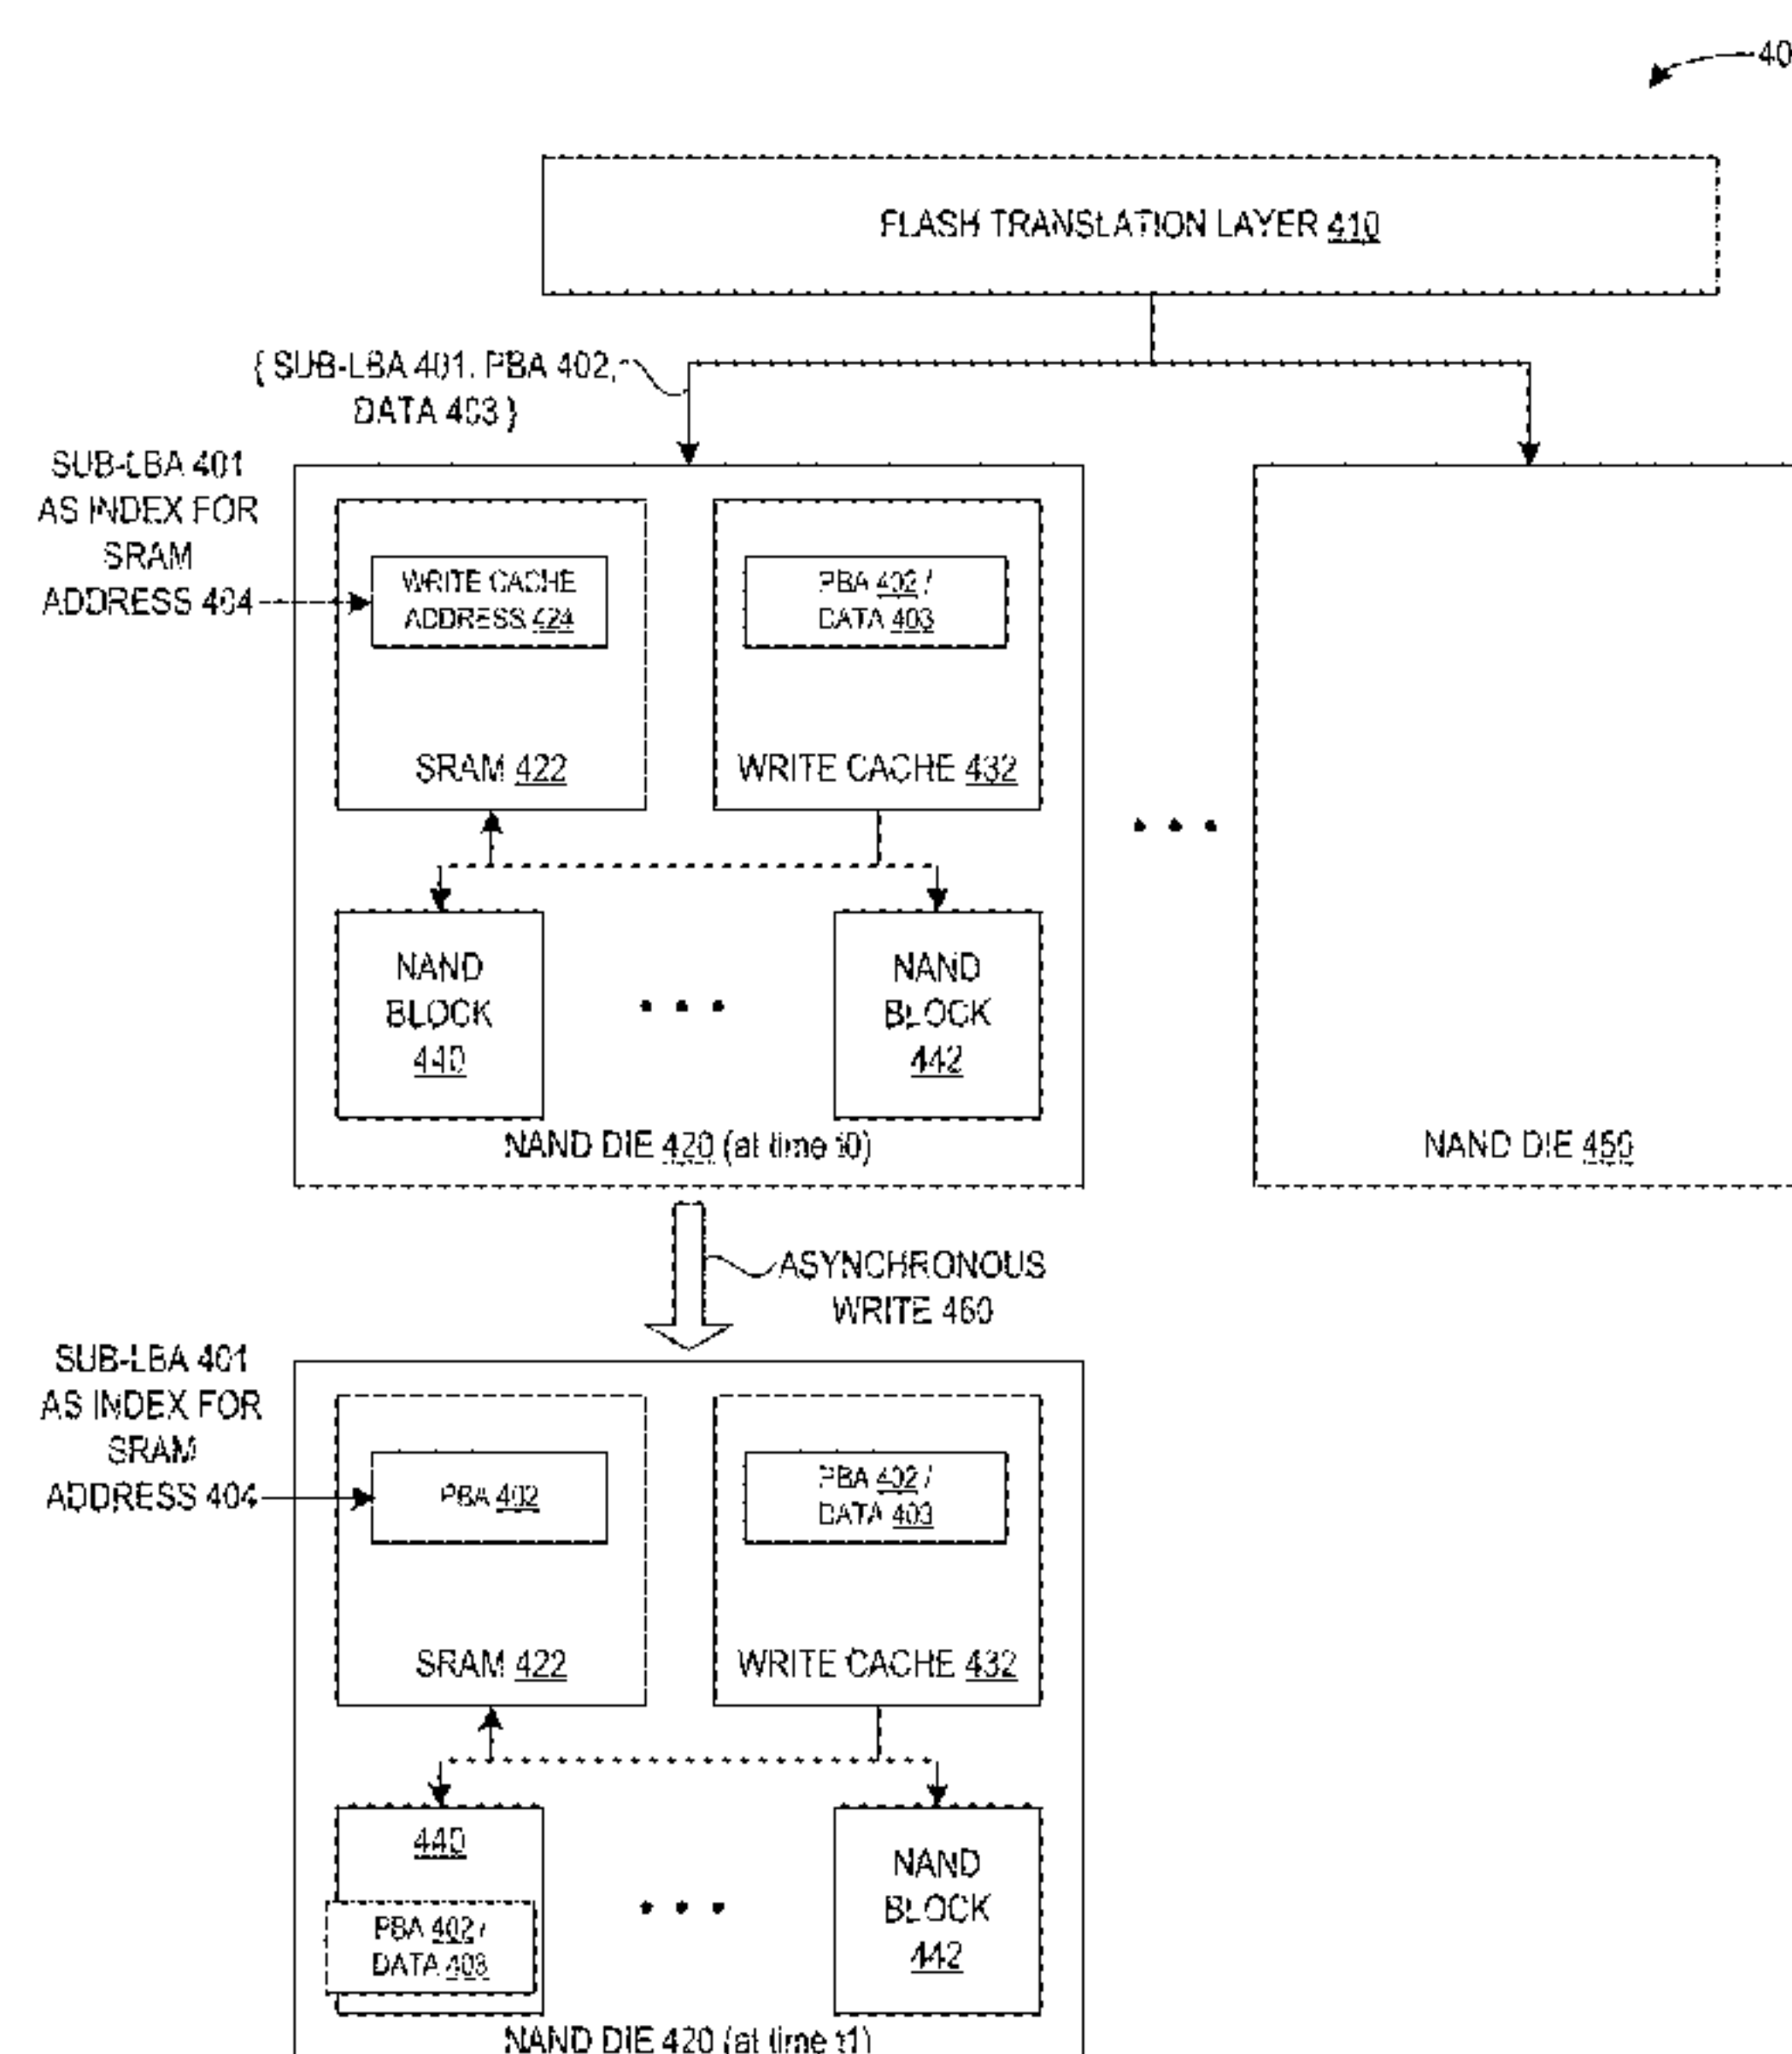 40
FLASH TRANSLATION LAYER 410
{ SUB-LBA 401, PBA 402,
DATA 403 }
SUB-LBA 401
AS INDEX FOR
SRAM
ADDRESS 404
WRITE CACHE
ADDRESS 424
PBA 402 /
DATA 403
SRAM 422
WRITE CACHE 432
NAND
BLOCK
440
NAND
BLOCK
442
NAND DIE 420 (at time t0)
NAND DIE 450
ASYNCHRONOUS
WRITE 460
SUB-LBA 401
AS INDEX FOR
SRAM
ADDRESS 404
PBA 402
PBA 402 /
DATA 403
SRAM 422
WRITE CACHE 432
440
PBA 402 /
DATA 403
NAND
BLOCK
442
NAND DIE 420 (at time t1)